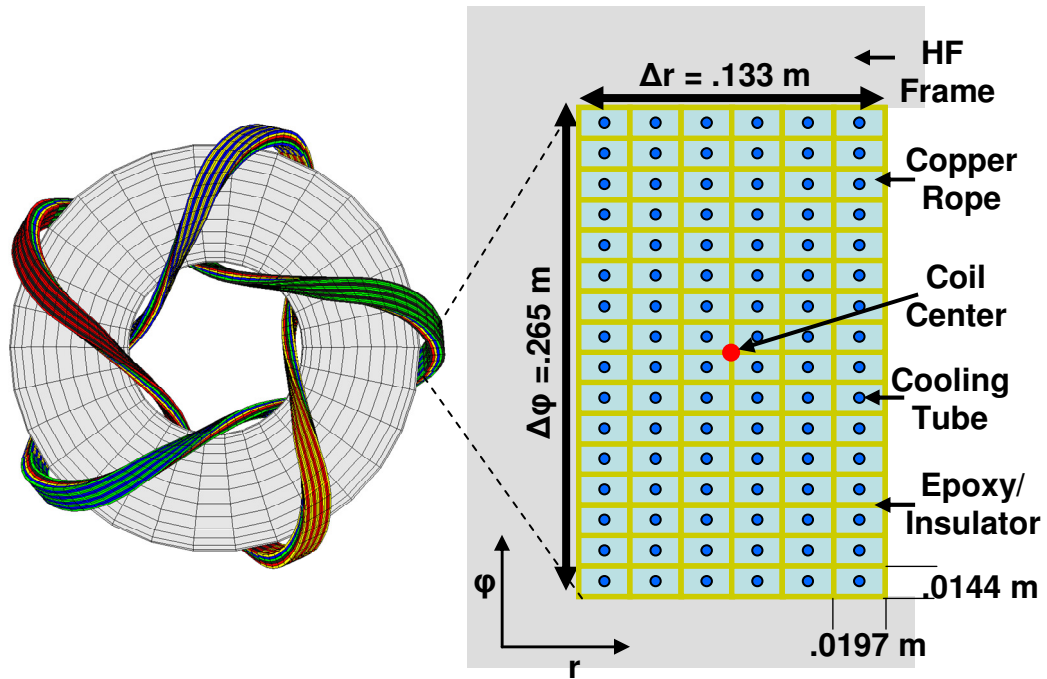 HF
Frame
Δr = .133 m
Copper
Rope
Coil
Center
Δφ =.265 m
Cooling
Tube
Epoxy/
Insulator
φ
.0144 m
.0197 m
r